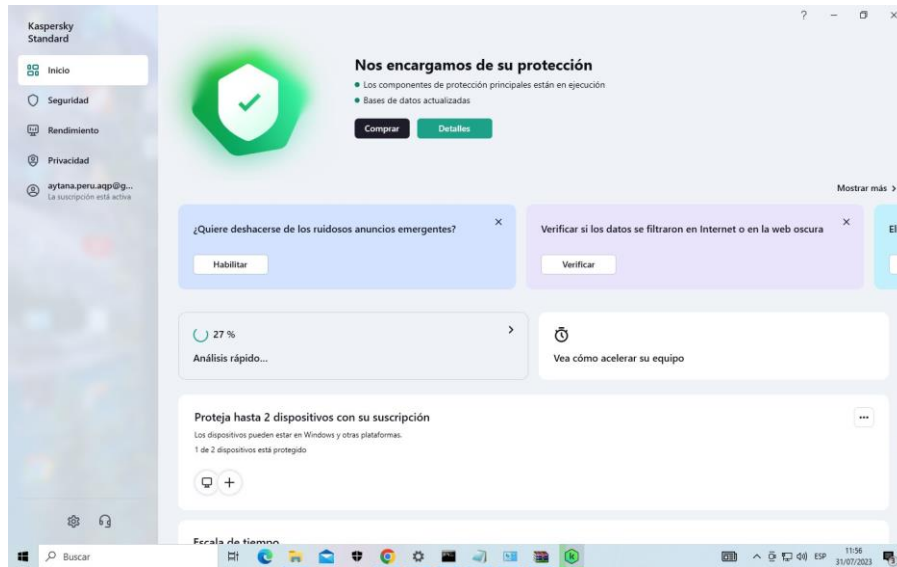 Kaspersky
Standard
Inicio
Seguridad
Rendimiento
Privacidad
aytana.peru.aqp@g...
La suscripción está activa
?
Nos encargamos de su protección
Los componentes de protección principales están en ejecución
Bases de datos actualizadas
Comprar
Detalles
Mostrar más
¿Quiere deshacerse de los ruidosos anuncios emergentes?
Habilitar
Verificar si los datos se filtraron en Internet o en la web oscura
Verificar
El
27 %
Análisis rápido...
Vea cómo acelerar su equipo
Proteja hasta 2 dispositivos con su suscripción
Los dispositivos pueden estar en Windows y otras plataformas.
1 de 2 dispositivos está protegido
Escala de tiempo
Buscar
ESP
11:56
31/07/2023